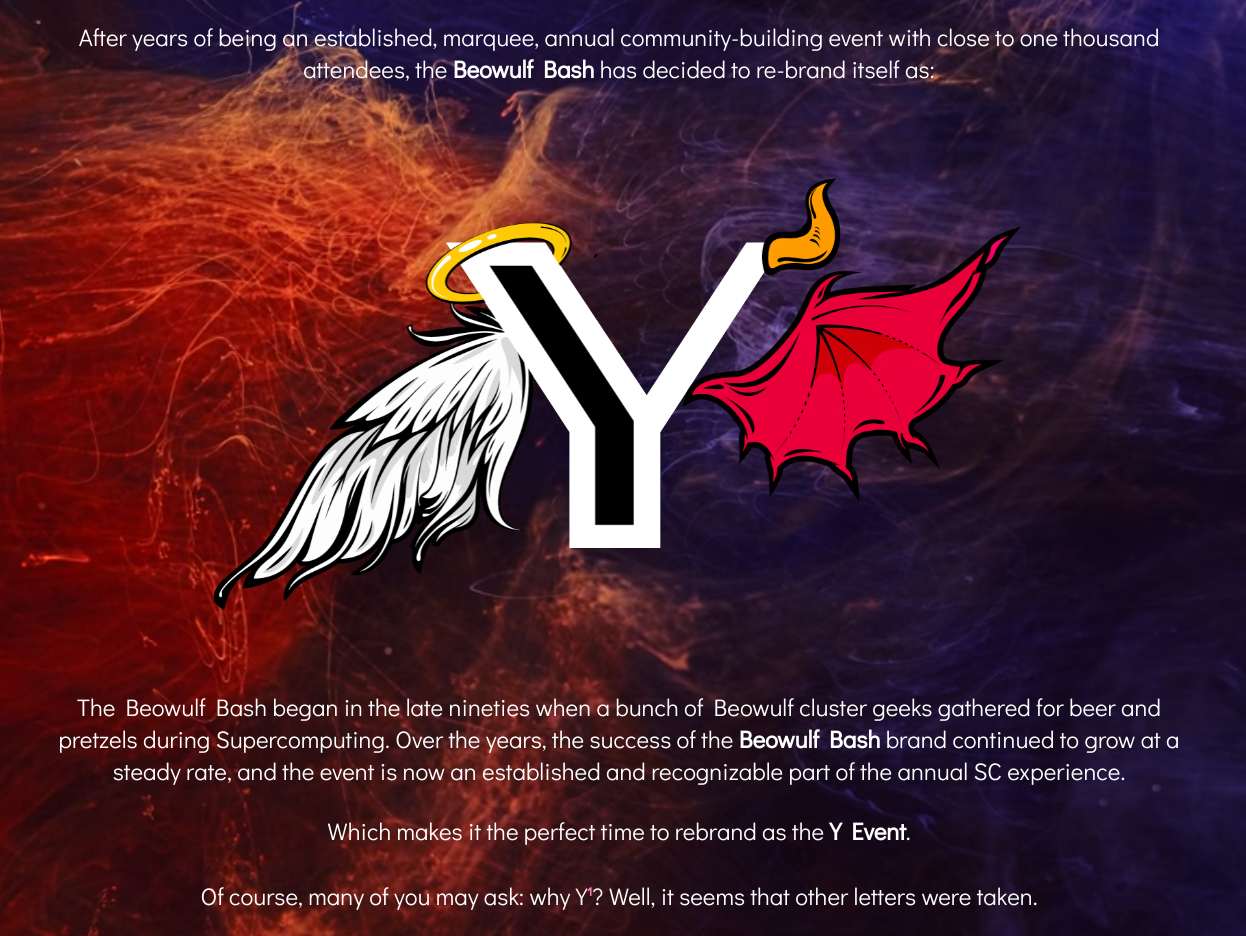 After years of being an established, marquee, annual community-building event with close to one thousand
attendees, the Beowulf Bash has decided to re-brand itself as:
Y
The Beowulf Bash began in the late nineties when a bunch of Beowulf cluster geeks gathered for beer and
pretzels during Supercomputing. Over the years, the success of the Beowulf Bash brand continued to grow at a
steady rate, and the event is now an established and recognizable part of the annual SC experience.
Which makes it the perfect time to rebrand as the Y Event.
Of course, many of you may ask: why Y¹? Well, it seems that other letters were taken.